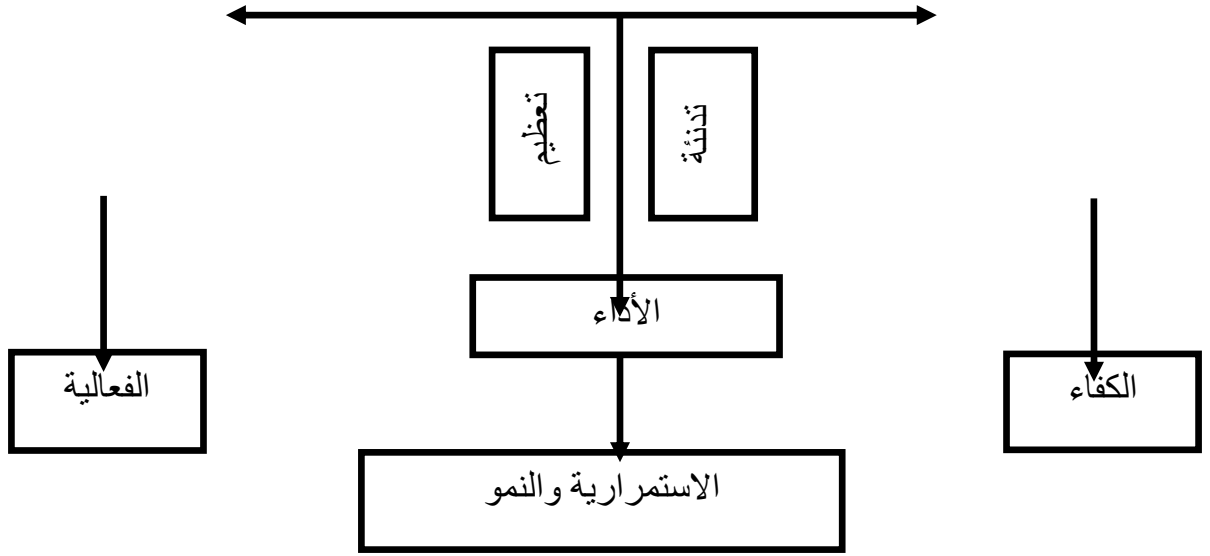 تدنئة
تعظيم
الأداء
الكفاء
الفعالية
الاستمرارية والنمو